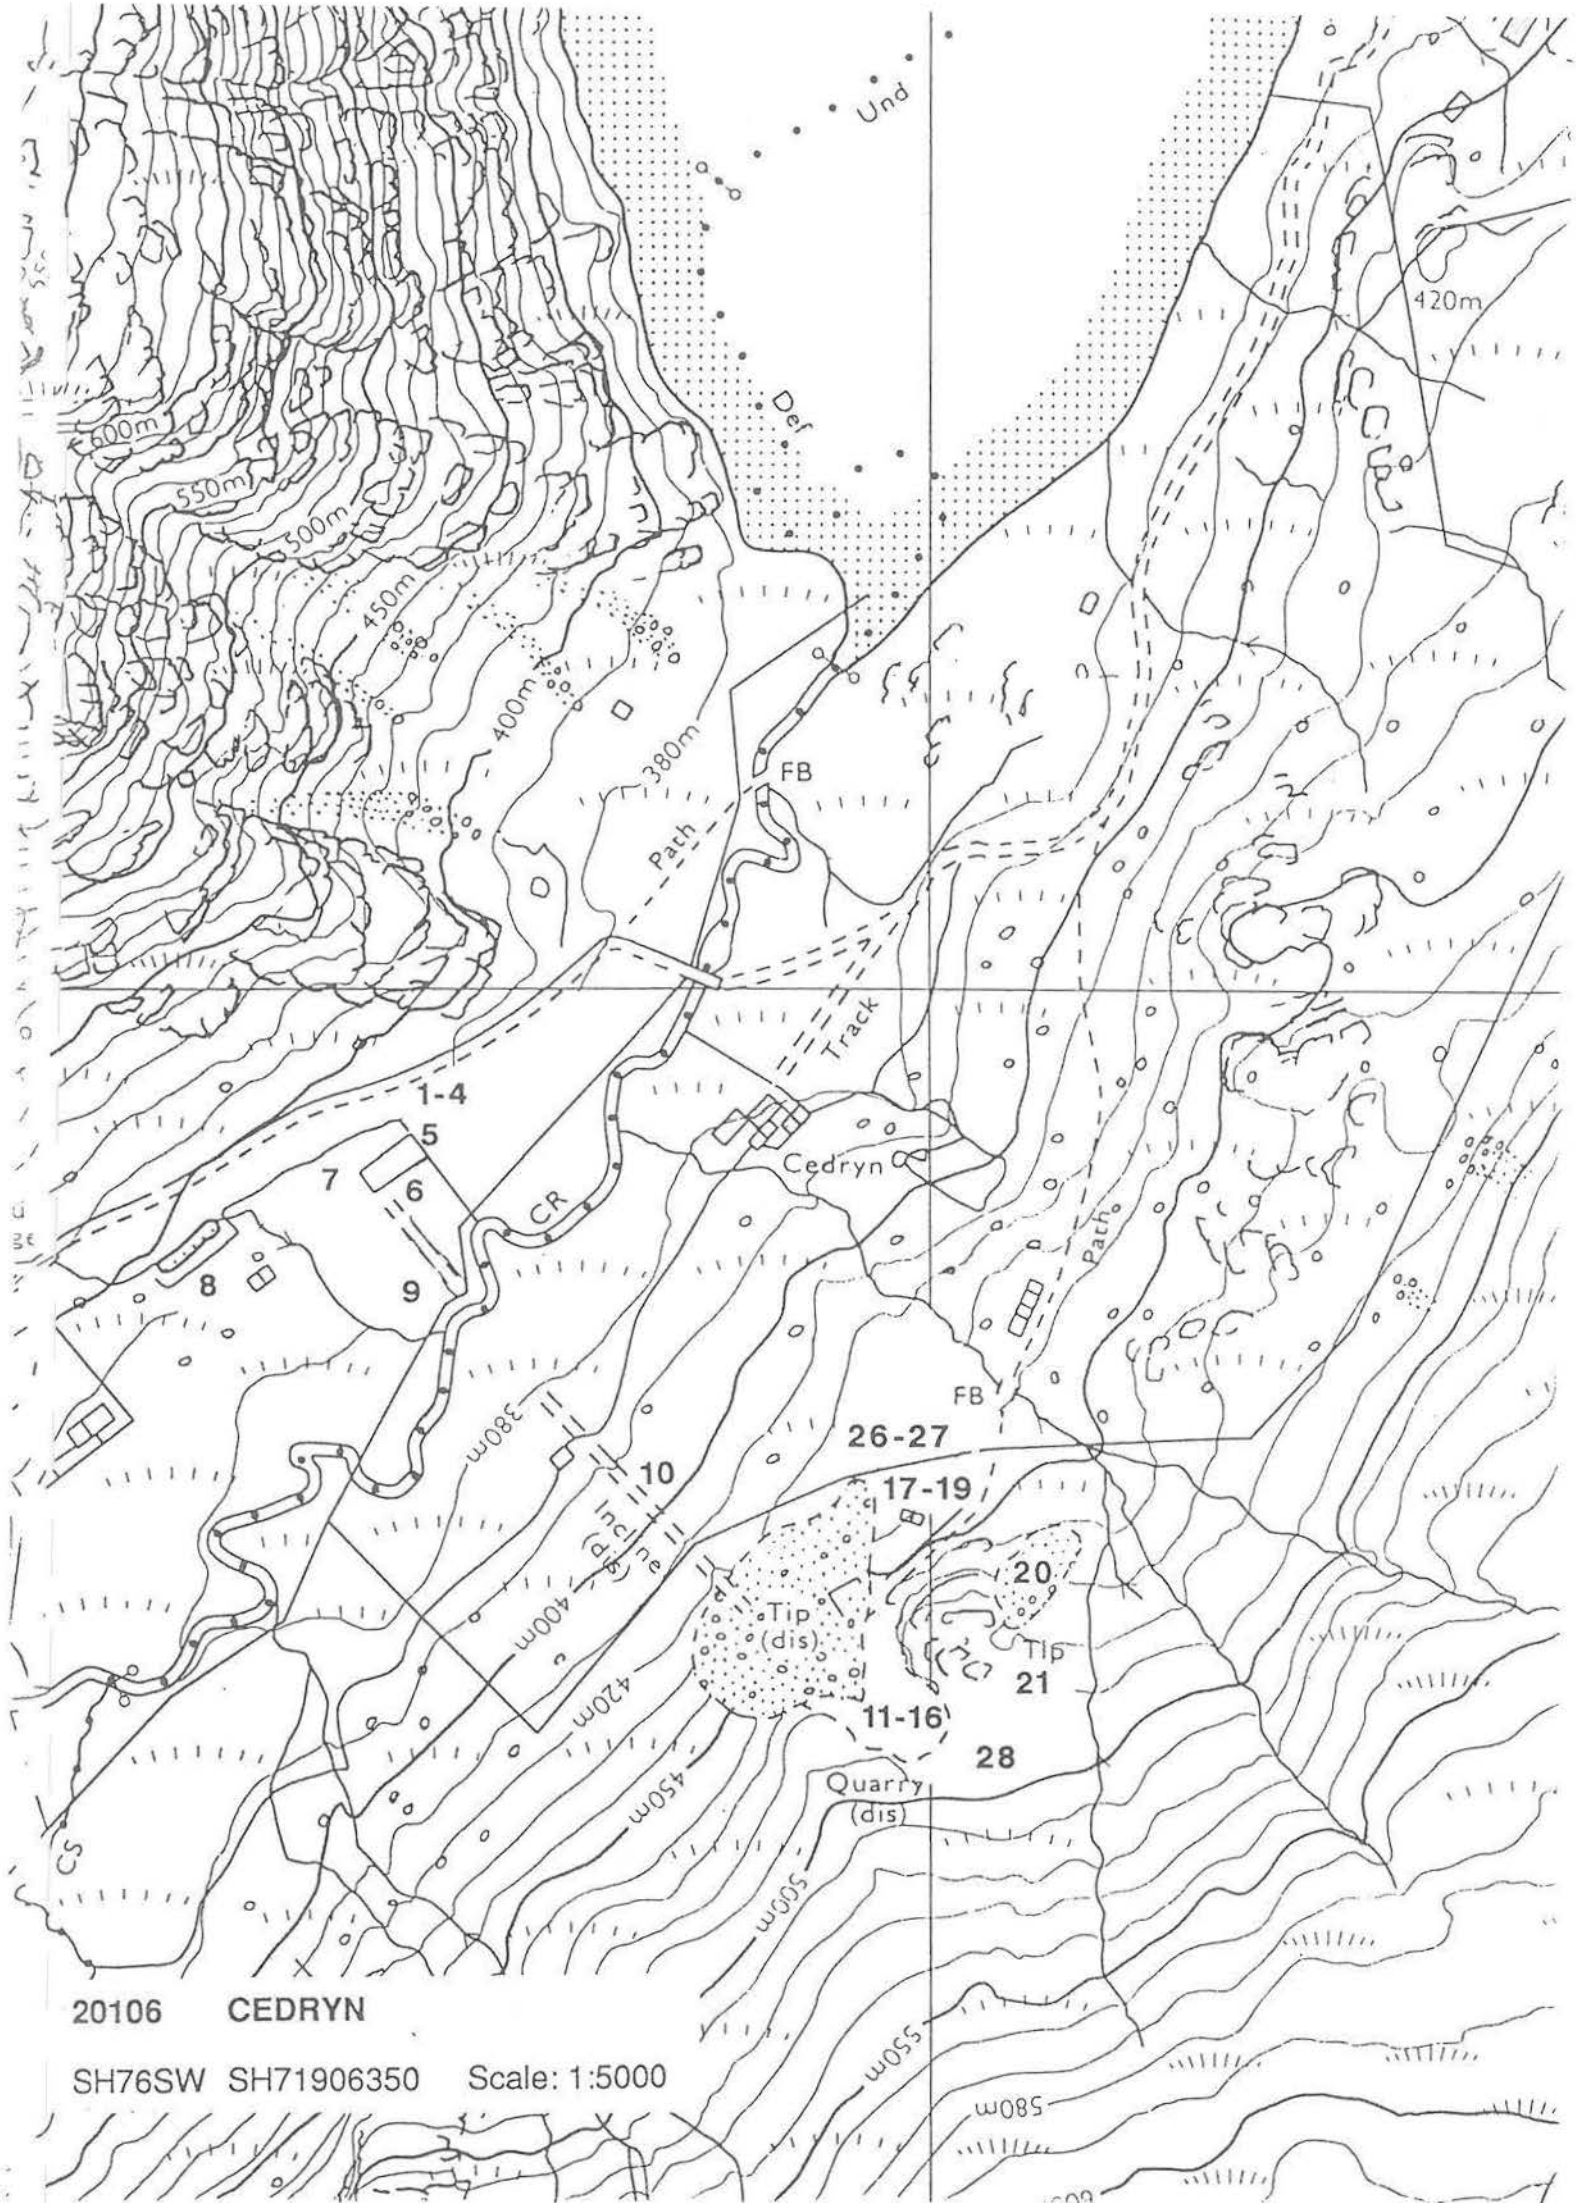 Und
420m
Def
600m
550m
500m
450m
400m
380m
FB
Path
Track
1-4
5
7
6
Cedryn
CR
Path
8
9
FB
380m
26-27
10
17-19
(dis)
20
Tip
(dis)
400m
Tip
21
420m
11-16
28
450m
Quarry
(dis)
CS
500m
20106 CEDRYN
550m
SH76SW SH71906350 Scale: 1:5000
580m